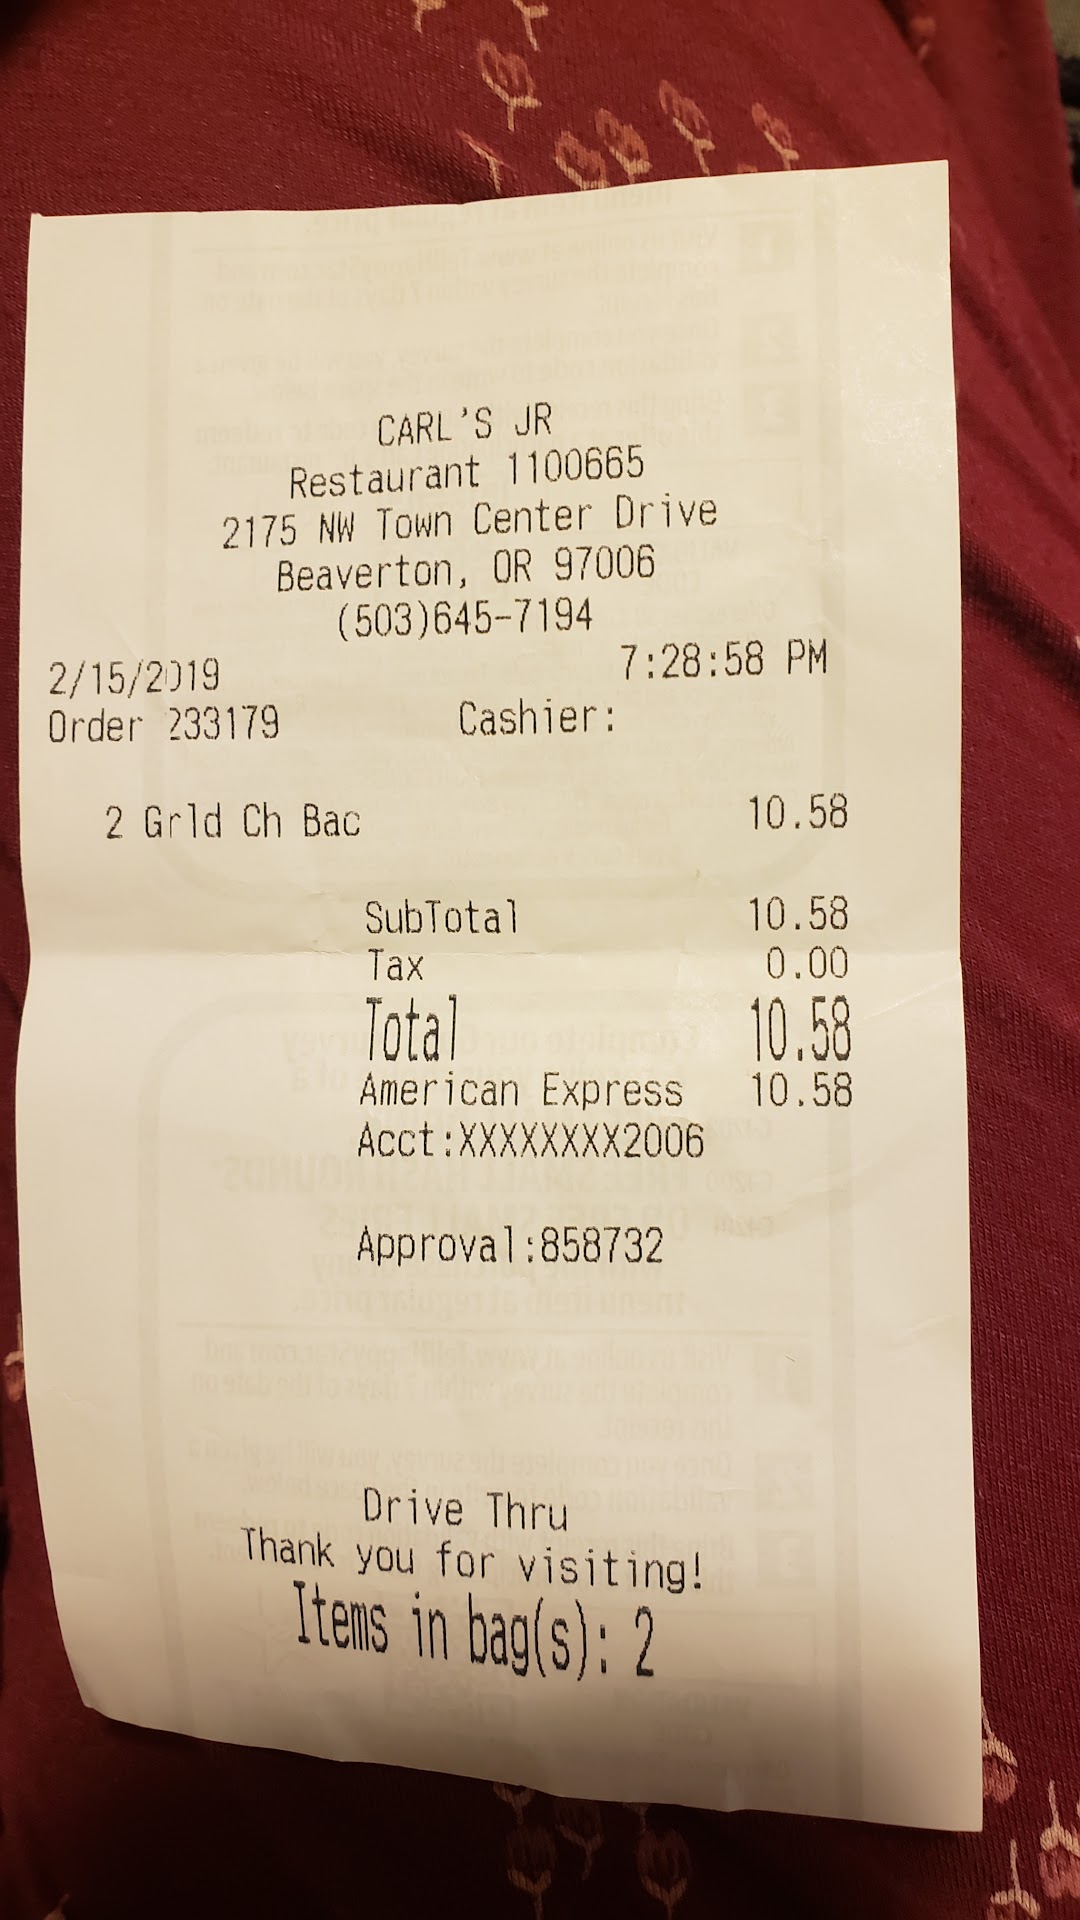 CARL'S JR
Restaurant 1100665
2175 NW Town Center Drive
Beaverton, OR 97006
(503)645-7194
2/15/2019 7:28:58 PM
Order 233179 Cashier:
2 Grld Ch Bac 10.58
SubTotal 10.58
Tax 0.00
Total 10.58
American Express 10.58
Acct:XXXXXXXX2006
Approval:858732
Drive Thru
Thank you for visiting!
Items in bag(s): 2